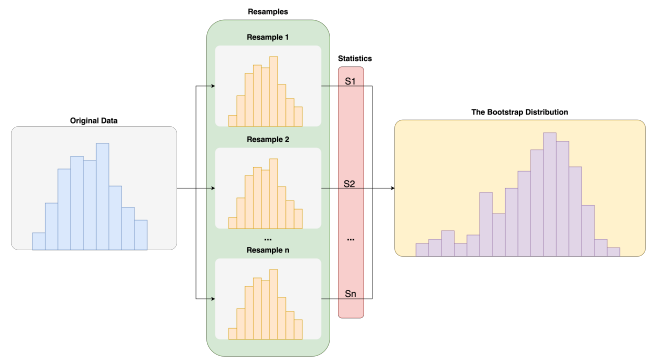 Resamples
Original Data
Resample 1
Resample 2
...
Resample n
Statistics
S1
S2
...
Sn
The Bootstrap Distribution